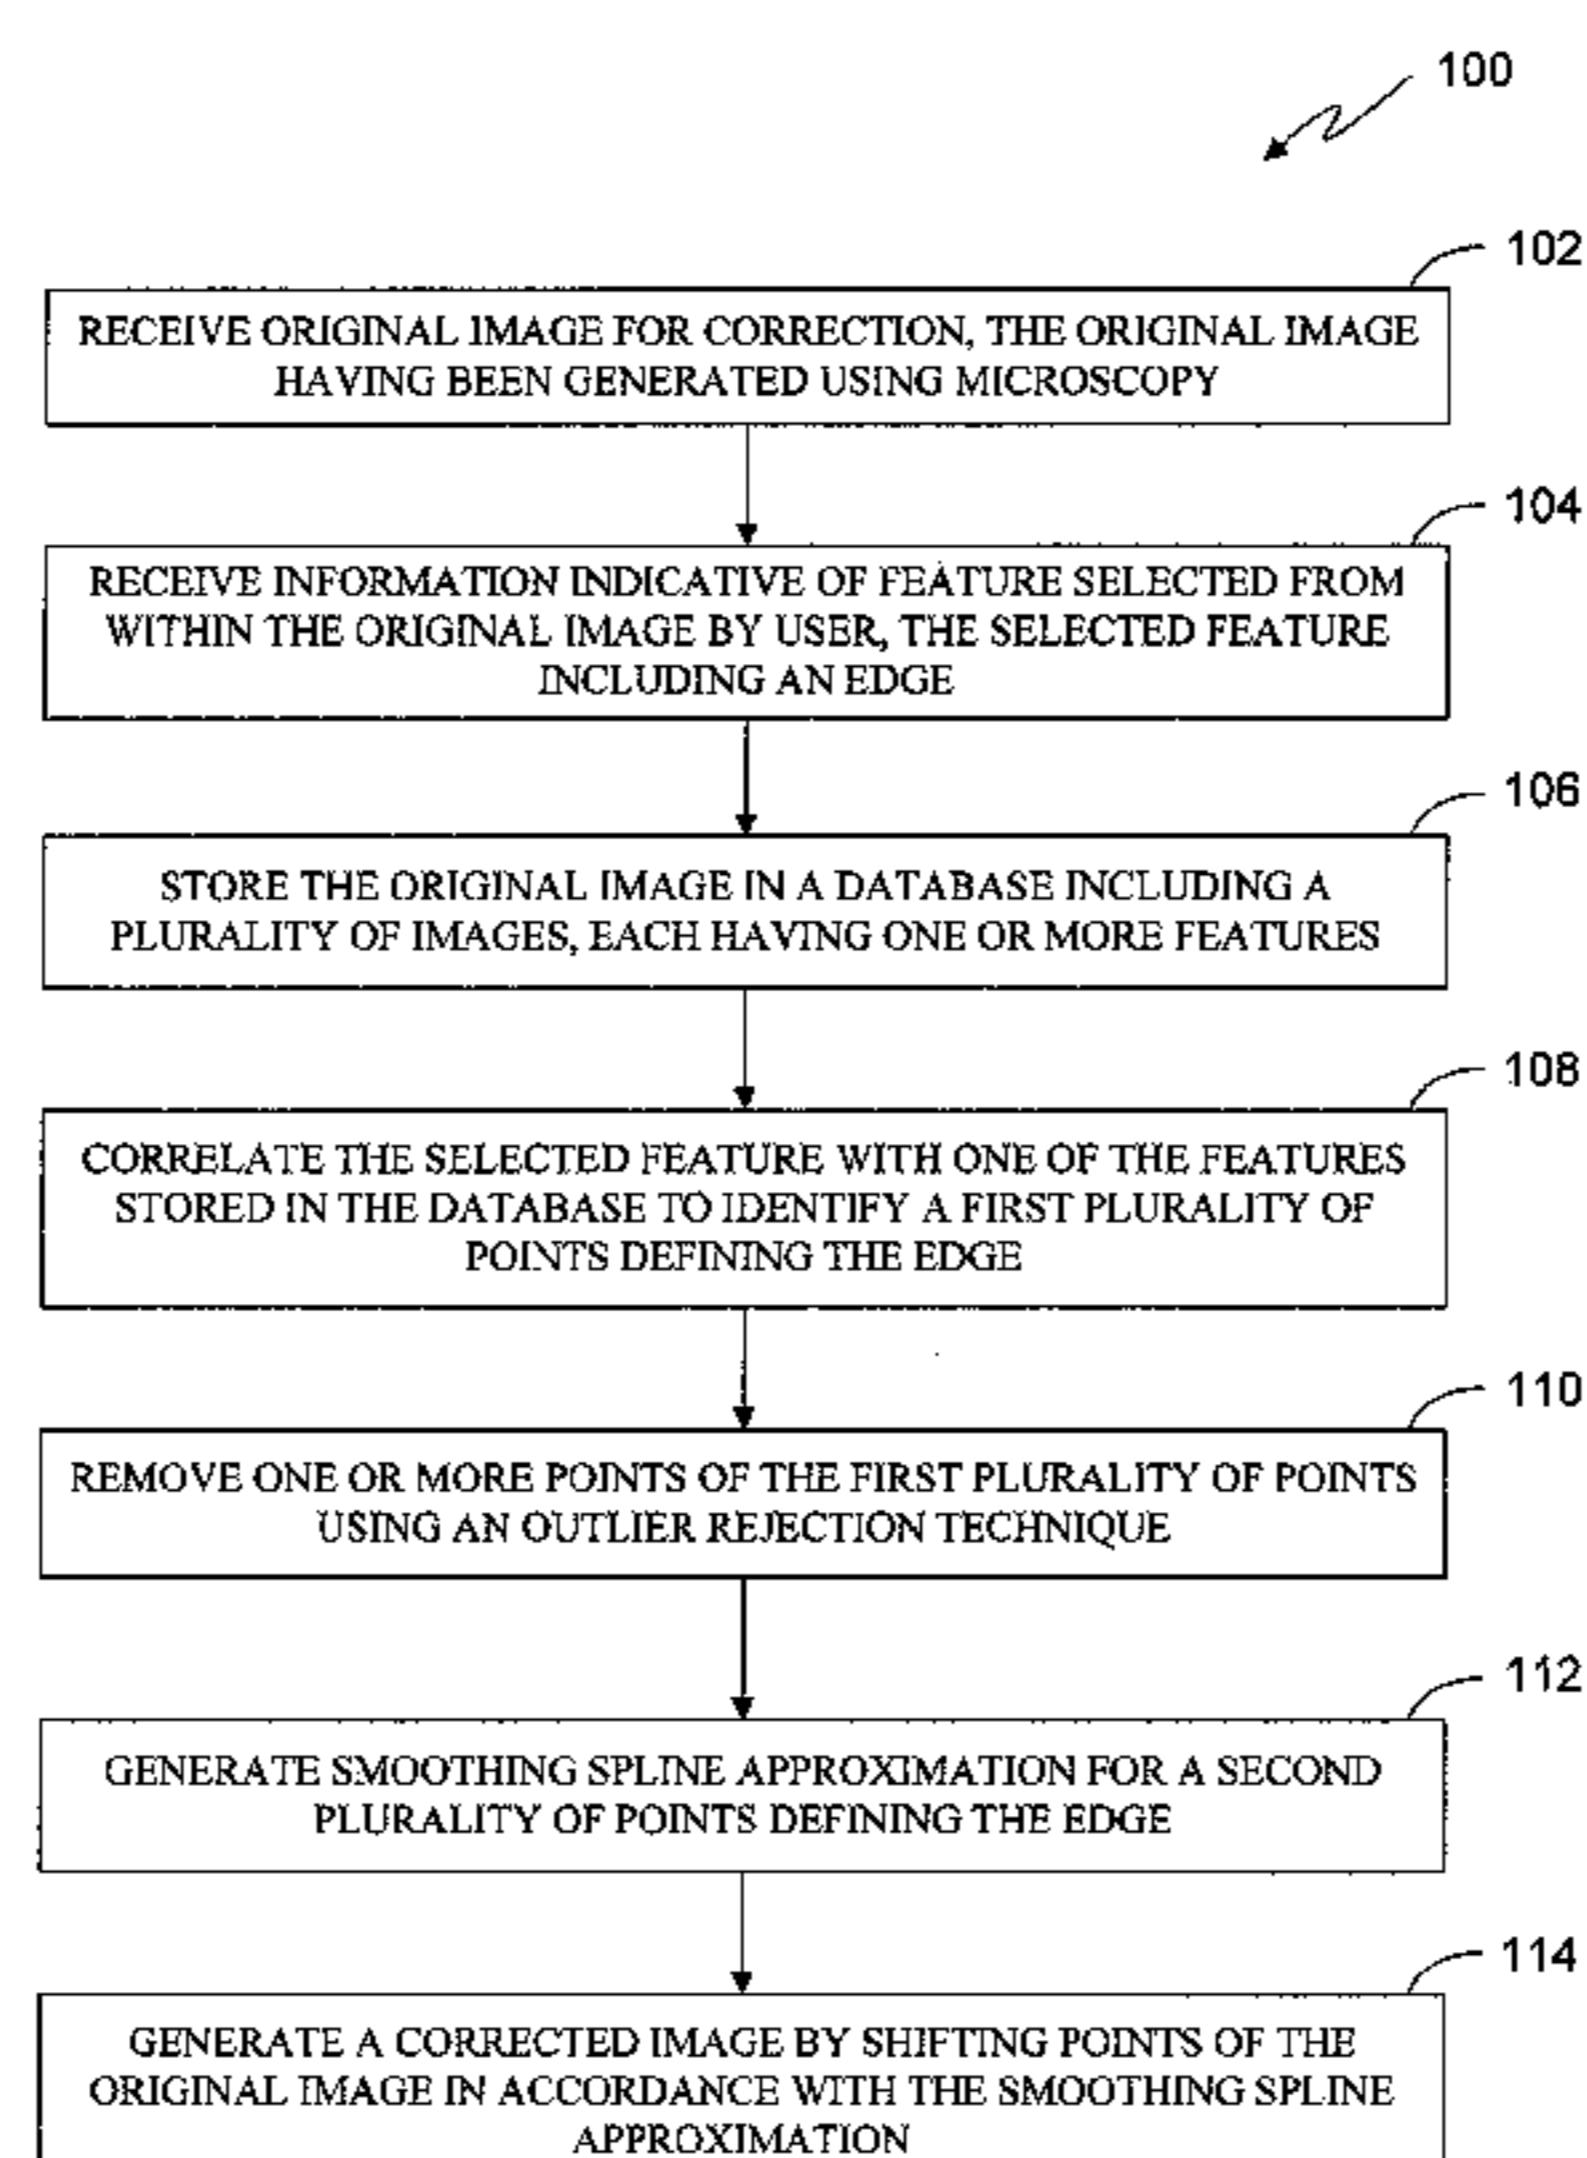 100
102
RECEIVE ORIGINAL IMAGE FOR CORRECTION, THE ORIGINAL IMAGE
HAVING BEEN GENERATED USING MICROSCOPY
104
RECEIVE INFORMATION INDICATIVE OF FEATURE SELECTED FROM
WITHIN THE ORIGINAL IMAGE BY USER, THE SELECTED FEATURE
INCLUDING AN EDGE
106
STORE THE ORIGINAL IMAGE IN A DATABASE INCLUDING A
PLURALITY OF IMAGES, EACH HAVING ONE OR MORE FEATURES
108
CORRELATE THE SELECTED FEATURE WITH ONE OF THE FEATURES
STORED IN THE DATABASE TO IDENTIFY A FIRST PLURALITY OF
POINTS DEFINING THE EDGE
110
REMOVE ONE OR MORE POINTS OF THE FIRST PLURALITY OF POINTS
USING AN OUTLIER REJECTION TECHNIQUE
112
GENERATE SMOOTHING SPLINE APPROXIMATION FOR A SECOND
PLURALITY OF POINTS DEFINING THE EDGE
114
GENERATE A CORRECTED IMAGE BY SHIFTING POINTS OF THE
ORIGINAL IMAGE IN ACCORDANCE WITH THE SMOOTHING SPLINE
APPROXIMATION